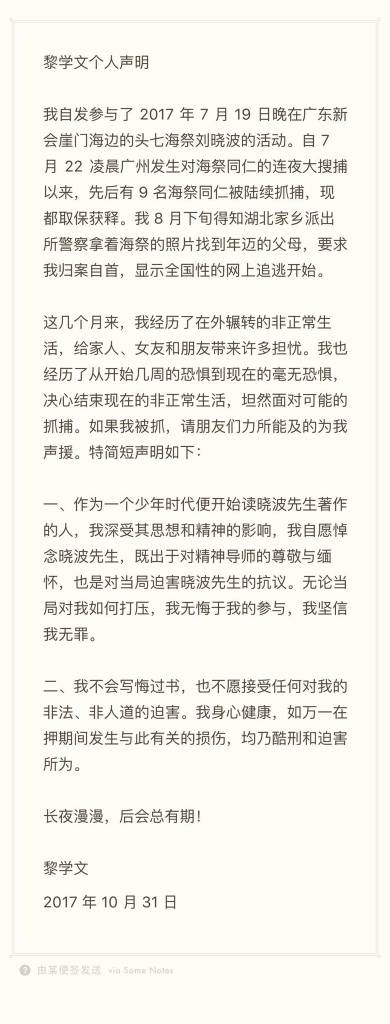 黎学文个人声明
我自发参与了 2017 年 7 月 19 日晚在广东新
会崖门海边的头七海祭刘晓波的活动。自 7
月 22 凌晨广州发生对海祭同仁的连夜大搜捕
以来，先后有 9 名海祭同仁被陆续抓捕，现
都取保获释。我 8 月下旬得知湖北家乡派出
所警察拿着海祭的照片找到年迈的父母，要求
我归案自首，显示全国性的网上追逃开始。
这几个月来，我经历了在外辗转的非正常生
活，给家人、女友和朋友带来许多担忧。我也
经历了从开始几周的恐惧到现在的毫无恐惧，
决心结束现在的非正常生活，坦然面对可能的
抓捕。如果我被抓，请朋友们力所能及的为我
声援。特简短声明如下：
一、作为一个少年时代便开始读晓波先生著作
的人，我深受其思想和精神的影响，我自愿悼
念晓波先生，既出于对精神导师的尊敬与缅
怀，也是对当局迫害晓波先生的抗议。无论当
局对我如何打压，我无悔于我的参与，我坚信
我无罪。
二、我不会写悔过书，也不愿接受任何对我的
非法、非人道的迫害。我身心健康，如万一在
押期间发生与此有关的损伤，均乃酷刑和迫害
所为。
长夜漫漫，后会总有期！
黎学文
2017 年 10 月 31 日
? 由某便签发送 via Some Notes